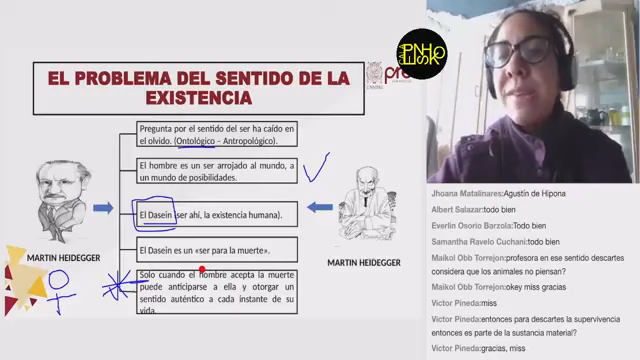 EL PROBLEMA DEL SENTIDO DE LA
EXISTENCIA
Pregunta por el sentido del ser ha caído en
el olvido. (Ontológico – Antropológico).
El hombre es un ser arrojado al mundo, a
un mundo de posibilidades.
El Dasein (ser ahí, la existencia humana).
El Dasein es un «ser para la muerte».
Solo cuando el hombre acepta la muerte
puede anticiparse a ella y otorgar un
sentido auténtico a cada instante de su
vida.
MARTIN HEIDEGGER
MARTIN HEIDEGGER
Jhoana Matalinares: Agustín de Hipona
Albert Salazar: todo bien
Everlin Osorio Barzola: Todo bien
Samantha Ravelo Cuchani: todo bien
Maikol Obb Torrejon: profesora en ese sentido descartes
considera que los animales no piensan?
Maikol Obb Torrejon: okey miss gracias
Victor Pineda: miss
Victor Pineda: entonces para descartes la supervivencia
entonces es parte de la sustancia material?
Victor Pineda: gracias, miss